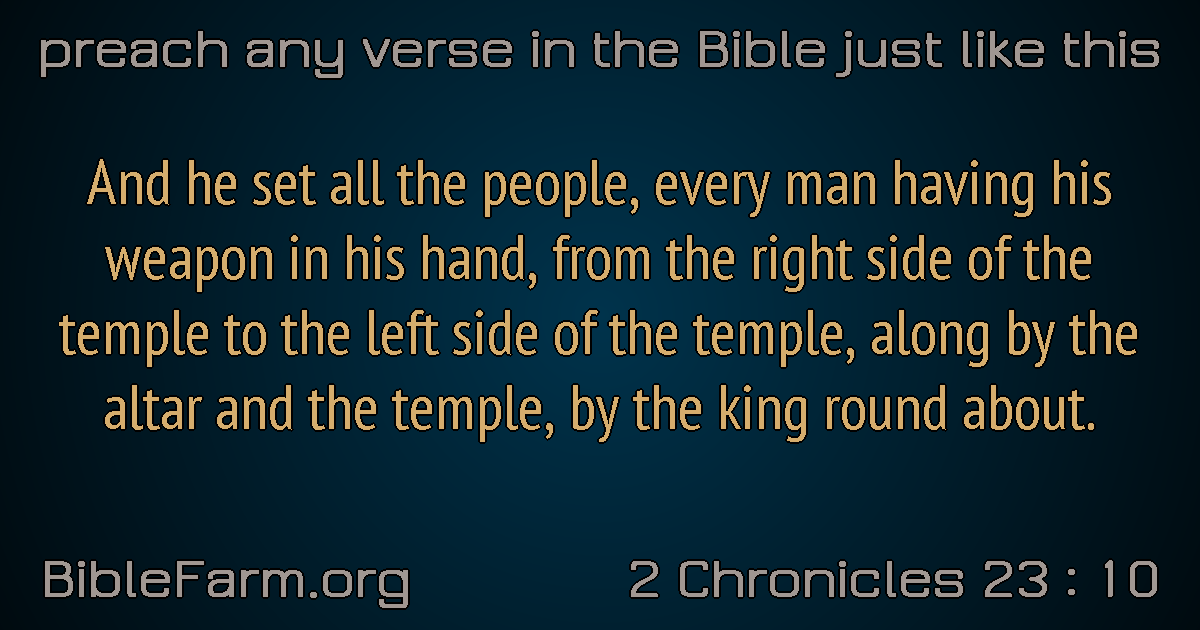 preach any verse in the Bible just like this
And he set all the people, every man having his
weapon in his hand, from the right side of the
temple to the left side of the temple, along by the
altar and the temple, by the king round about.
BibleFarm.org
2 Chronicles 23 : 10